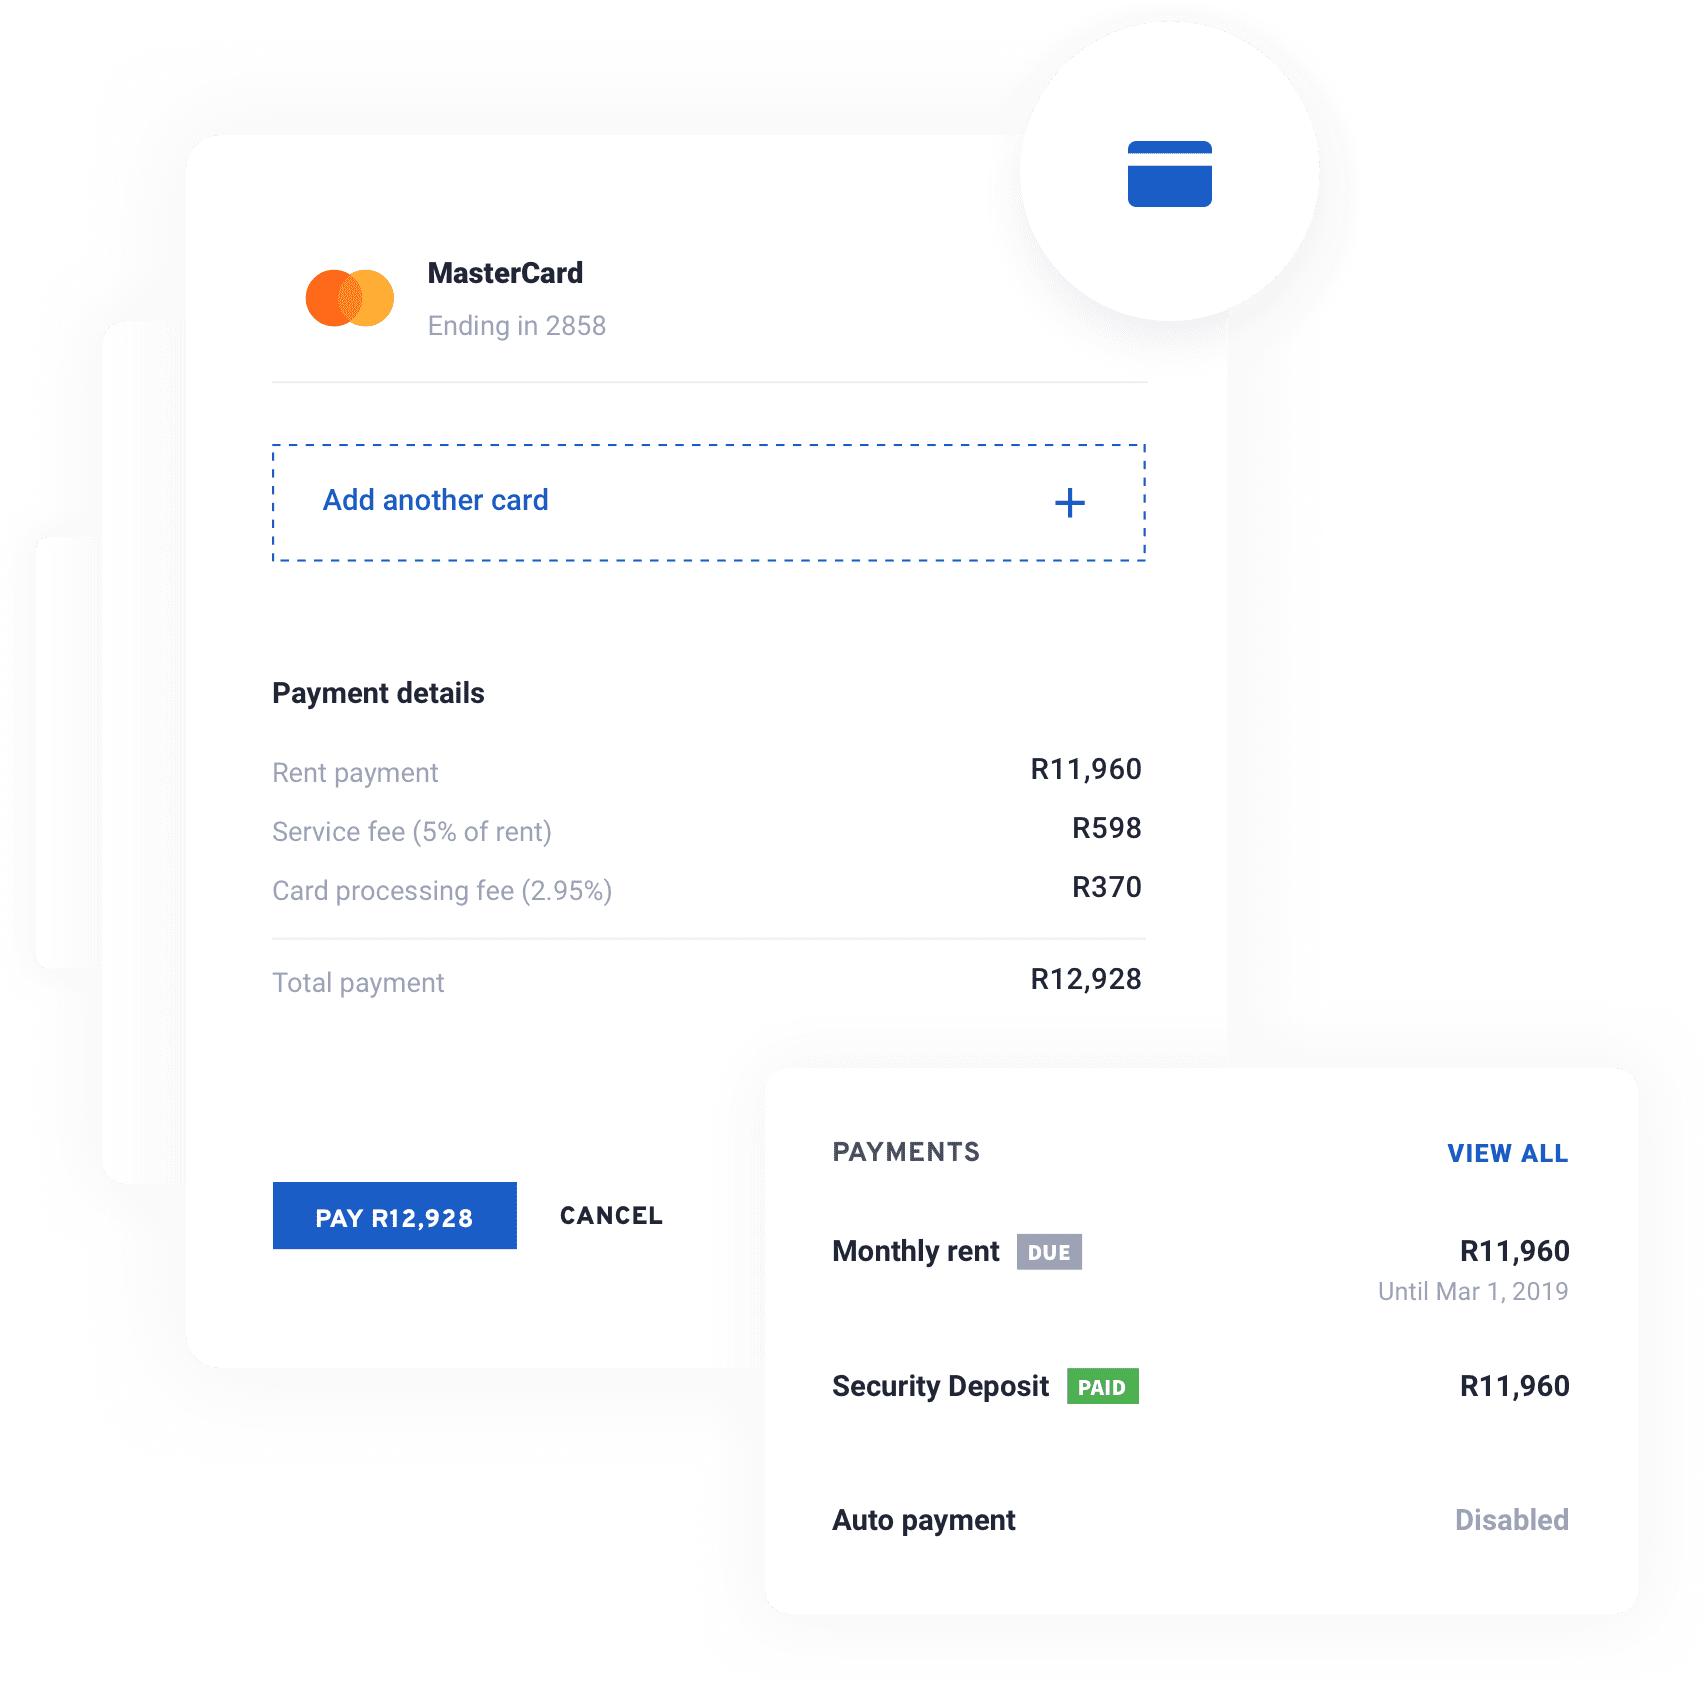 MasterCard
Ending in 2858
Add another card
Payment details
Rent payment R11,960
Service fee (5% of rent) R598
Card processing fee (2.95%) R370
Total payment R12,928
PAY R12,928 CANCEL
PAYMENTS VIEW ALL
Monthly rent DUE R11,960
Until Mar 1, 2019
Security Deposit PAID R11,960
Auto payment Disabled